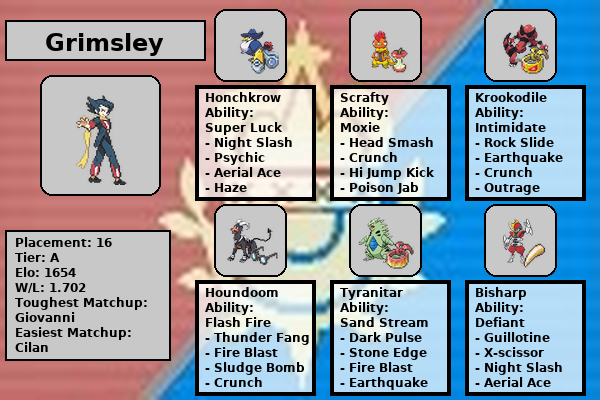 Grimsley
Honchkrow
Ability:
Super Luck
- Night Slash
- Psychic
- Aerial Ace
- Haze
Scrafty
Ability:
Moxie
- Head Smash
- Crunch
- Hi Jump Kick
- Poison Jab
Krookodile
Ability:
Intimidate
- Rock Slide
- Earthquake
- Crunch
- Outrage
Placement: 16
Tier: A
Elo: 1654
W/L: 1.702
Toughest Matchup:
Giovanni
Easiest Matchup:
Cilan
Houndoom
Ability:
Flash Fire
- Thunder Fang
- Fire Blast
- Sludge Bomb
- Crunch
Tyranitar
Ability:
Sand Stream
- Dark Pulse
- Stone Edge
- Fire Blast
- Earthquake
Bisharp
Ability:
Defiant
- Guillotine
- X-scissor
- Night Slash
- Aerial Ace